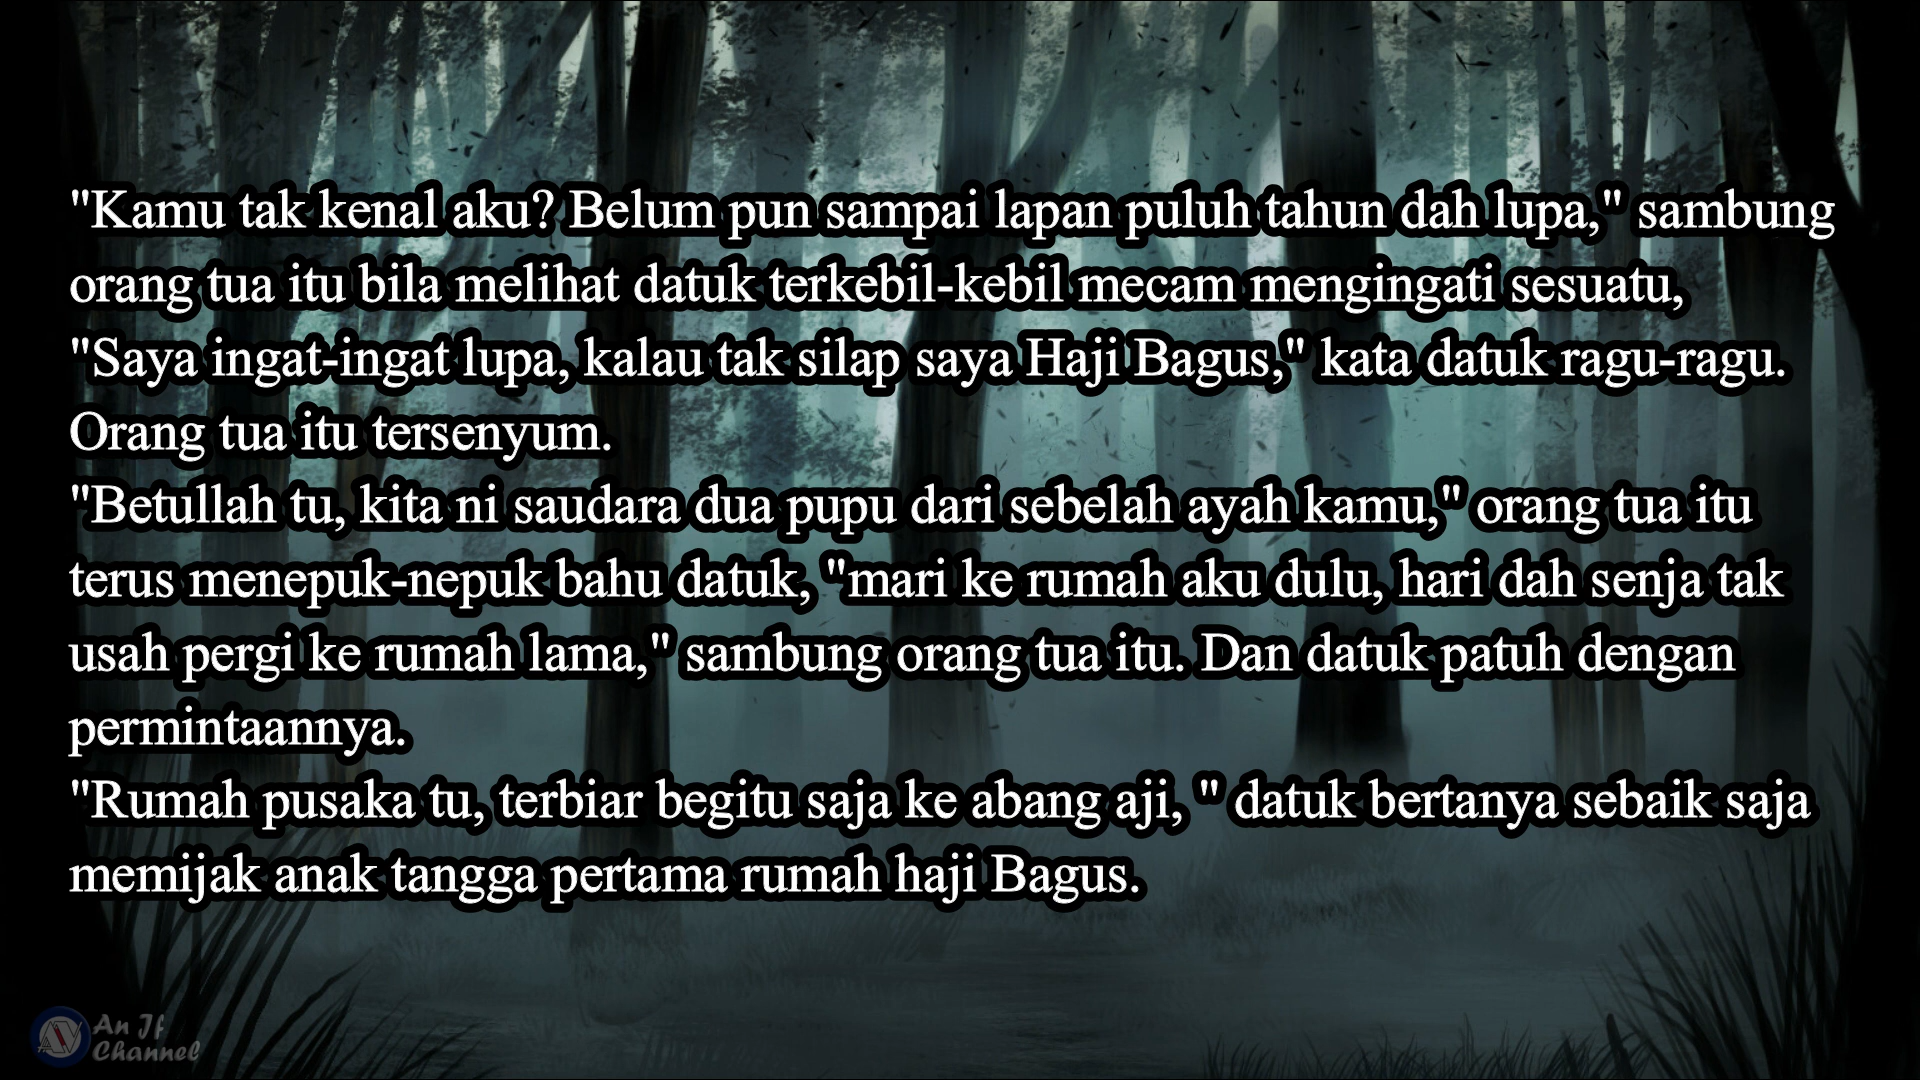 "Kamu tak kenal aku? Belum pun sampai lapan puluh tahun dah lupa," sambung
orang tua itu bila melihat datuk terkebil-kebil mecam mengingati sesuatu,
"Saya ingat-ingat lupa, kalau tak silap saya Haji Bagus," kata datuk ragu-ragu.
Orang tua itu tersenyum.
"Betullah tu, kita ni saudara dua pupu dari sebelah ayah kamu," orang tua itu
terus menepuk-nepuk bahu datuk, "mari ke rumah aku dulu, hari dah senja tak
usah pergi ke rumah lama," sambung orang tua itu. Dan datuk patuh dengan
permintaannya.
"Rumah pusaka tu, terbiar begitu saja ke abang aji, " datuk bertanya sebaik saja
memijak anak tangga pertama rumah haji Bagus.
An Jf
Channel